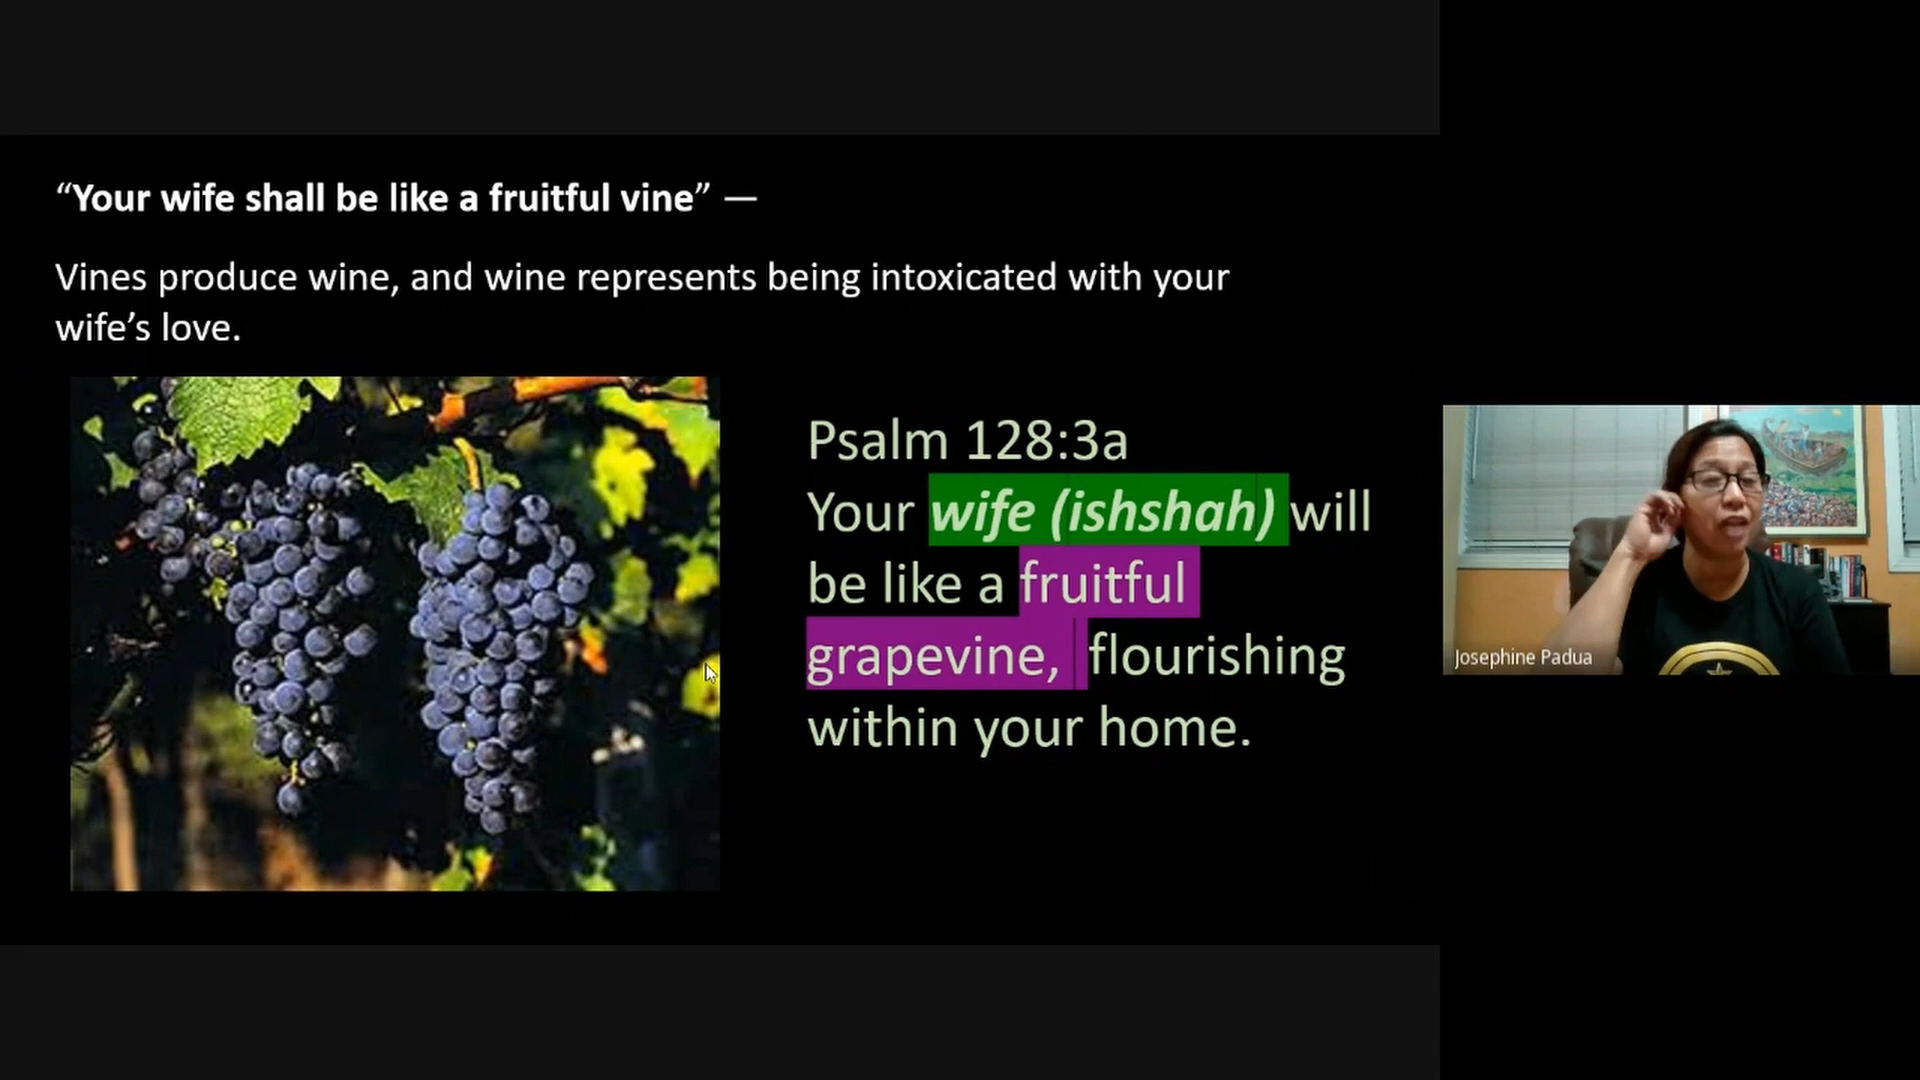 “Your wife shall be like a fruitful vine” —
Vines produce wine, and wine represents being intoxicated with your
wife’s love.
Psalm 128:3a
Your wife (ishshah) will
be like a fruitful
grapevine, flourishing
within your home.
Josephine Padua